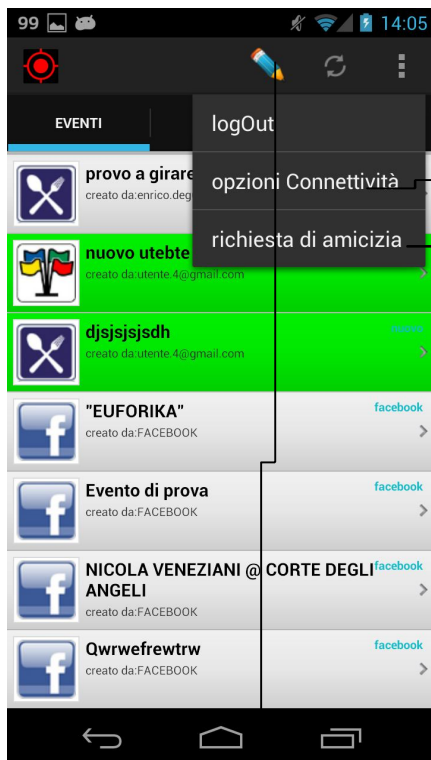 99
14:05
EVENTI
logOut
opzioni Connettività
richiesta di amicizia
provo a girare
creato da:enrico.deg
nuovo utebte
creato da:utente.4@gmail.com
djsjsjsjsdh
creato da:utente.4@gmail.com
"EUFORIKA"
facebook
creato da:FACEBOOK
Evento di prova
facebook
creato da:FACEBOOK
NICOLA VENEZIANI @ CORTE DEGLI
facebook
ANGELI
creato da:FACEBOOK
Qwrwefrewtrw
facebook
creato da:FACEBOOK